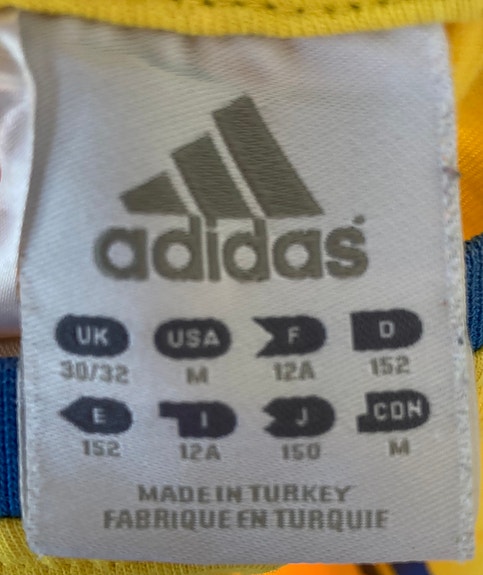 adidas
UK USA F D
30/32 M 12A 152
E I J CDN
152 12A 150 M
MADE IN TURKEY
FABRIQUE EN TURQUIE